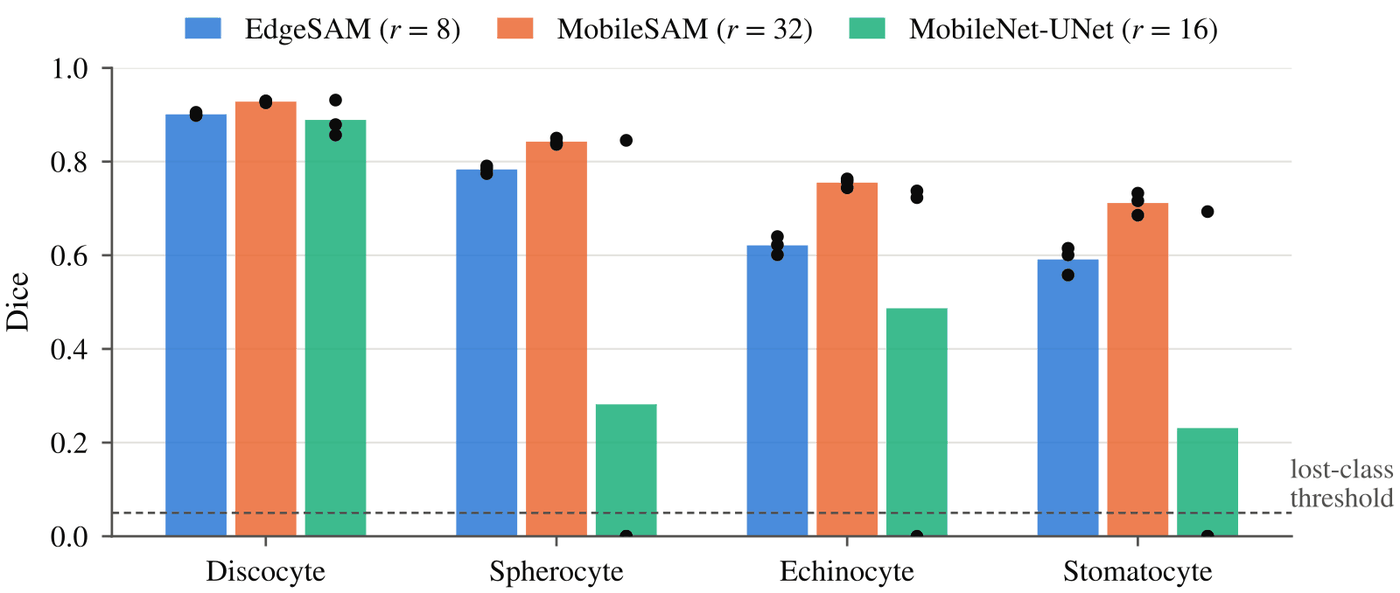 EdgeSAM (r = 8) MobileSAM (r = 32) MobileNet-UNet (r = 16)
1.0
0.8
0.6
0.4
0.2
0.0
Dice
lost-class
threshold
Discocyte Spherocyte Echinocyte Stomatocyte